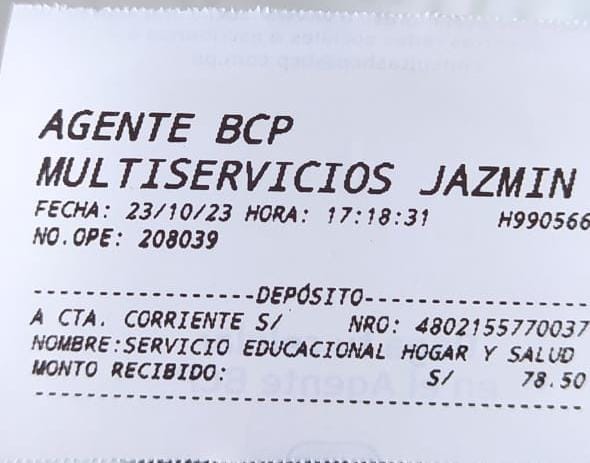 AGENTE BCP
MULTISERVICIOS JAZMIN
FECHA: 23/10/23 HORA: 17:18:31 H990566
NO.OPE: 208039
------------------DEPÓSITO------------------
A CTA. CORRIENTE S/ NRO: 4802155770037
NOMBRE:SERVICIO EDUCACIONAL HOGAR Y SALUD
MONTO RECIBIDO: S/ 78.50